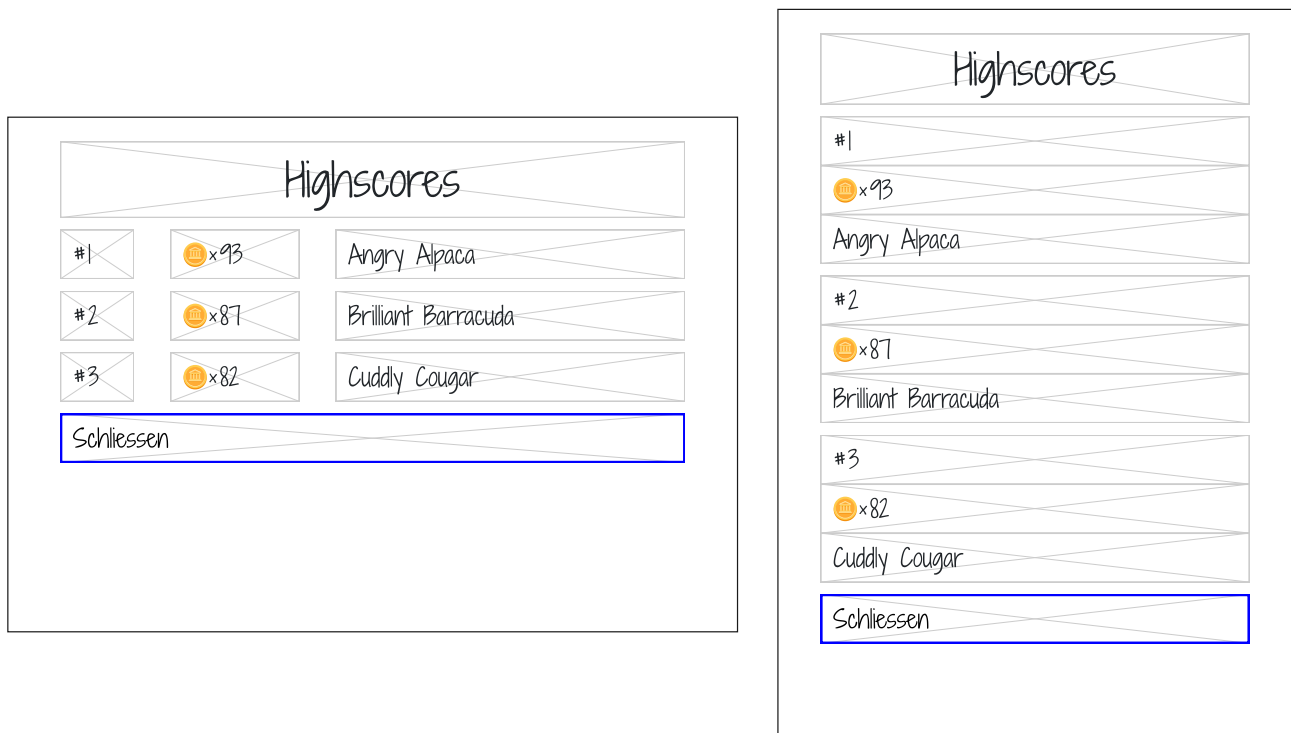 Highscores
#1 ×93 Angry Alpaca
#2 ×87 Brilliant Barracuda
#3 ×82 Cuddly Cougar
Schliessen
Highscores
#1
×93
Angry Alpaca
#2
×87
Brilliant Barracuda
#3
×82
Cuddly Cougar
Schliessen